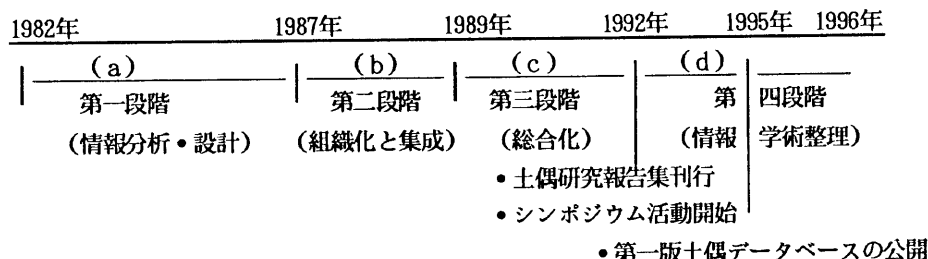 1982年 1987年 1989年 1992年 1995年 1996年
(a) (b) (c) (d)
第一段階 第二段階 第三段階 第 四段階
(情報分析・設計) (組織化と集成) (総合化) (情報 学術整理)
・土偶研究報告集刊行
・シンポジウム活動開始
・第一版土偶データベースの公開